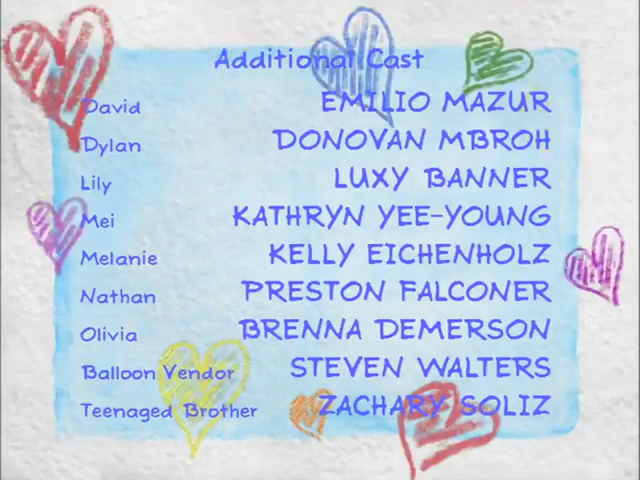 Additional Cast
David EMILIO MAZUR
Dylan DONOVAN MBROH
Lily LUXY BANNER
Mei KATHRYN YEE-YOUNG
Melanie KELLY EICHENHOLZ
Nathan PRESTON FALCONER
Olivia BRENNA DEMERSON
Balloon Vendor STEVEN WALTERS
Teenaged Brother ZACHARY SOLIZ